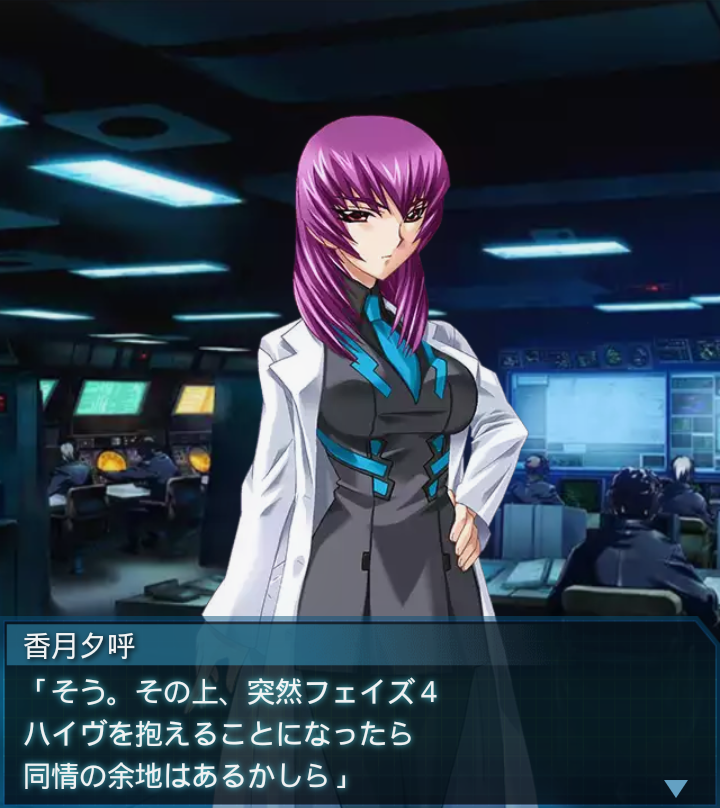 香月夕呼
「そう。その上、突然フェイズ４
ハイヴを抱えることになったら
同情の余地はあるかしら」